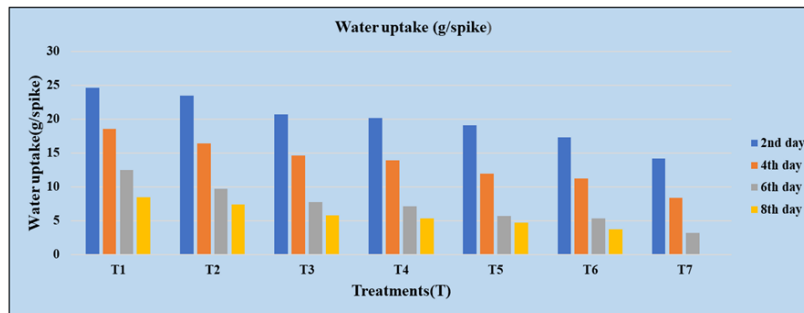 Water uptake (g/spike)
30
25
20
15
10
5
0
Water uptake(g/spike)
T1 T2 T3 T4 T5 T6 T7
Treatments(T)
2nd day
4th day
6th day
8th day